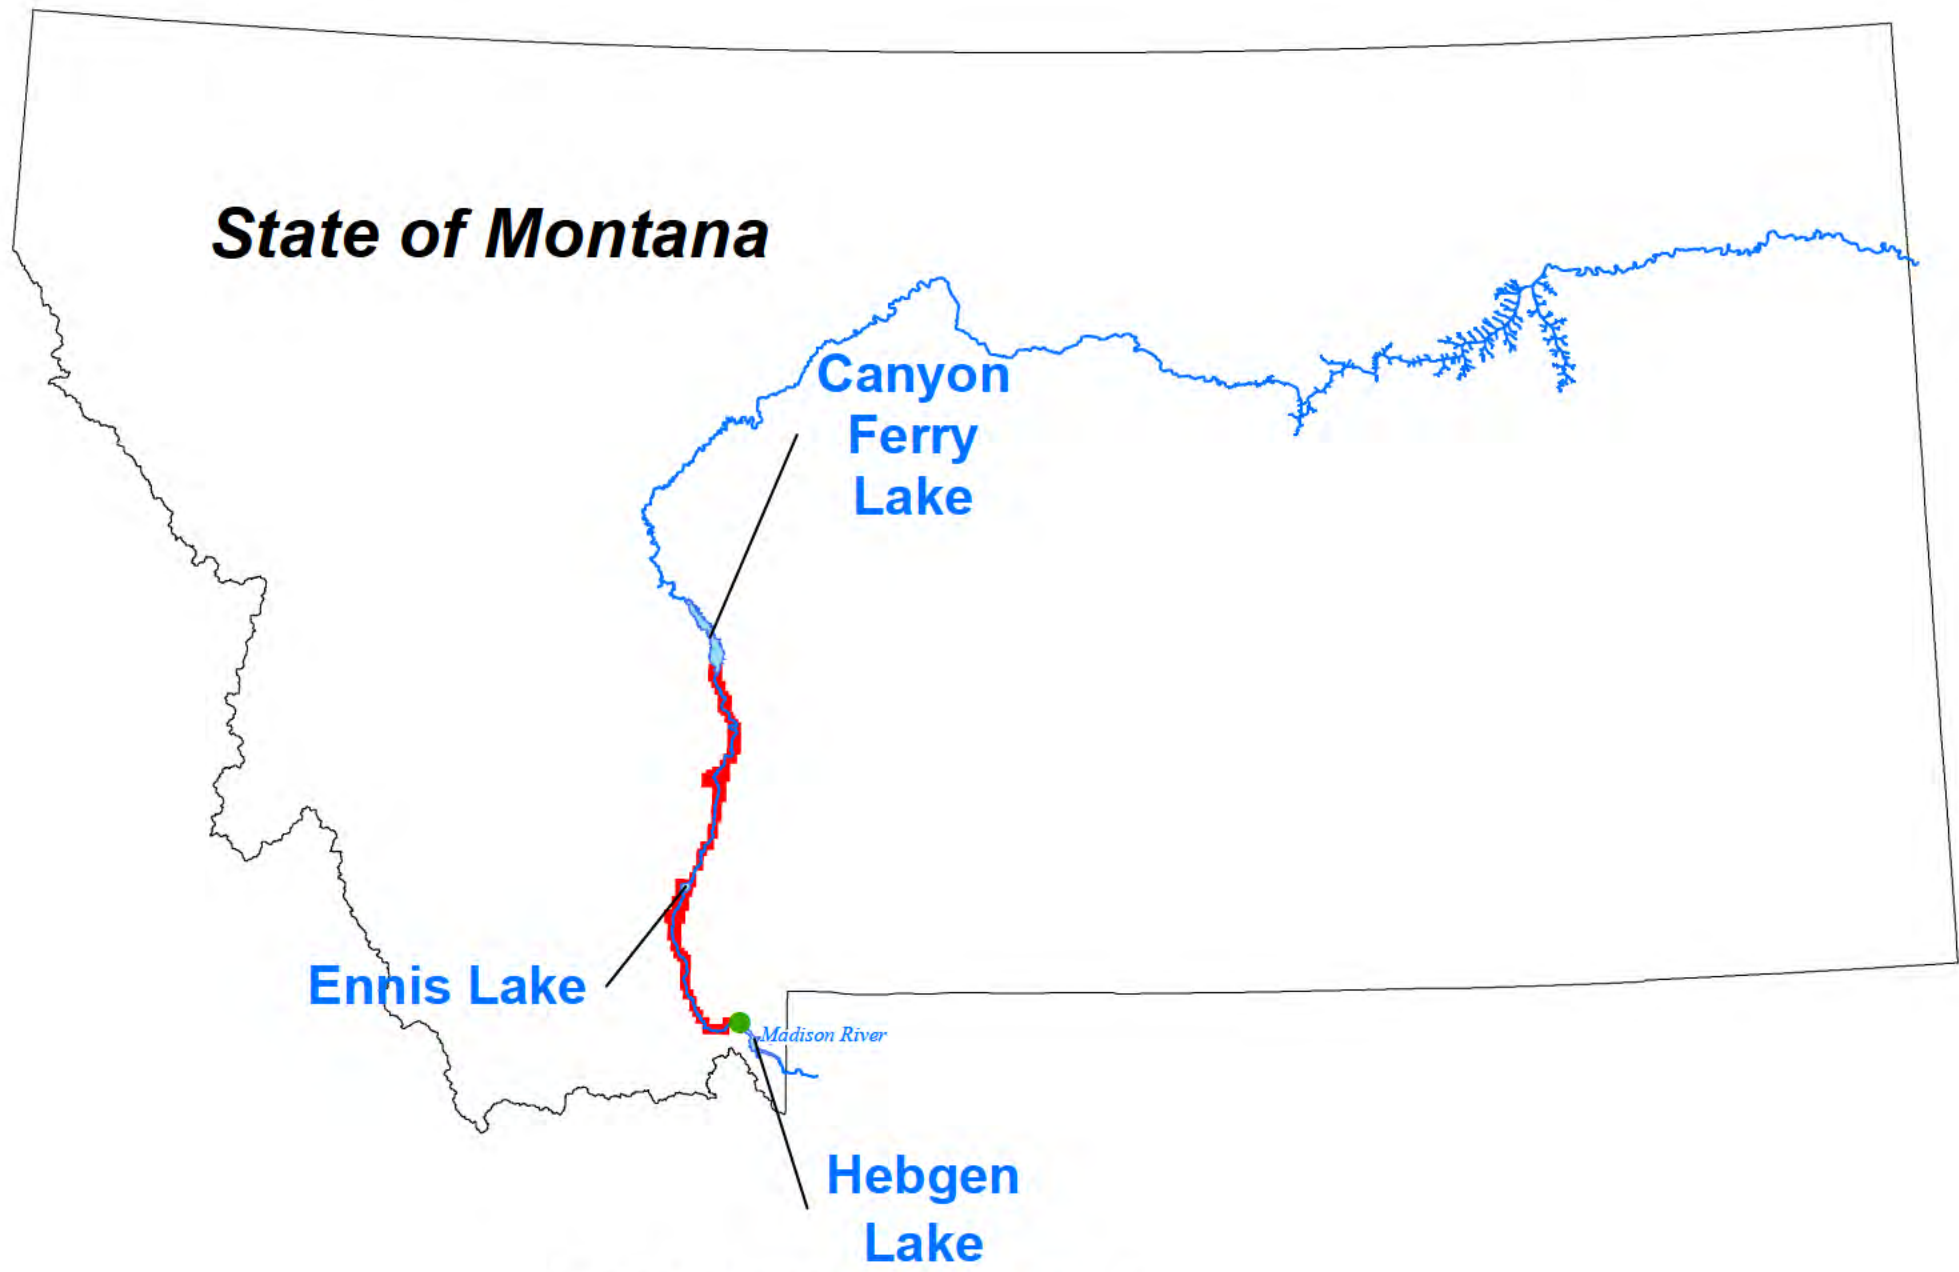 State of Montana
Canyon
Ferry
Lake
Ennis Lake
Madison River
Hebgen
Lake